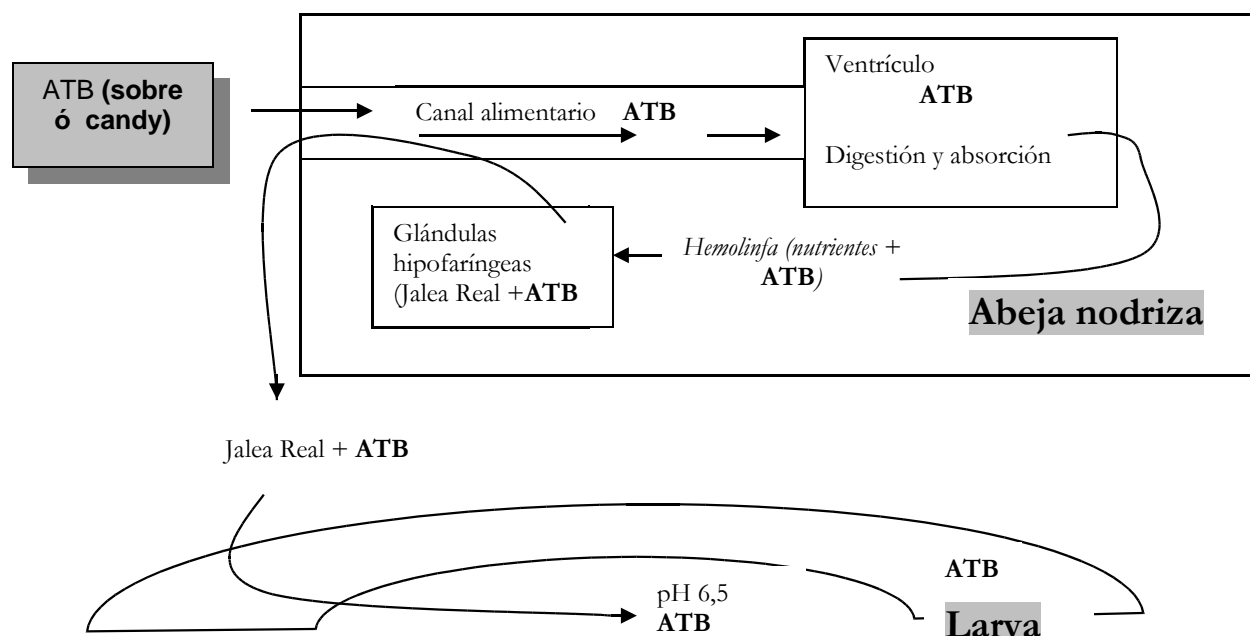 ATB (sobre
ó candy)
Canal alimentario ATB
Ventrículo
ATB
Digestión y absorción
Glándulas
hipofaríngeas
(Jalea Real +ATB
Hemolinfa (nutrientes +
ATB)
Abeja nodriza
Jalea Real + ATB
pH 6,5
ATB
ATB
Larva